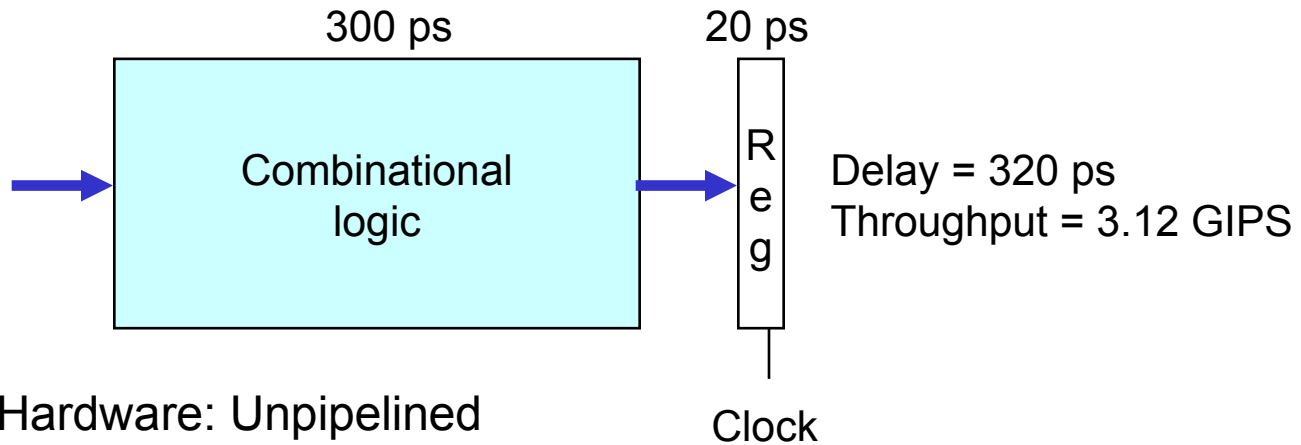 300 ps
20 ps
Combinational
logic
R
e
g
Delay = 320 ps
Throughput = 3.12 GIPS
Hardware: Unpipelined
Clock